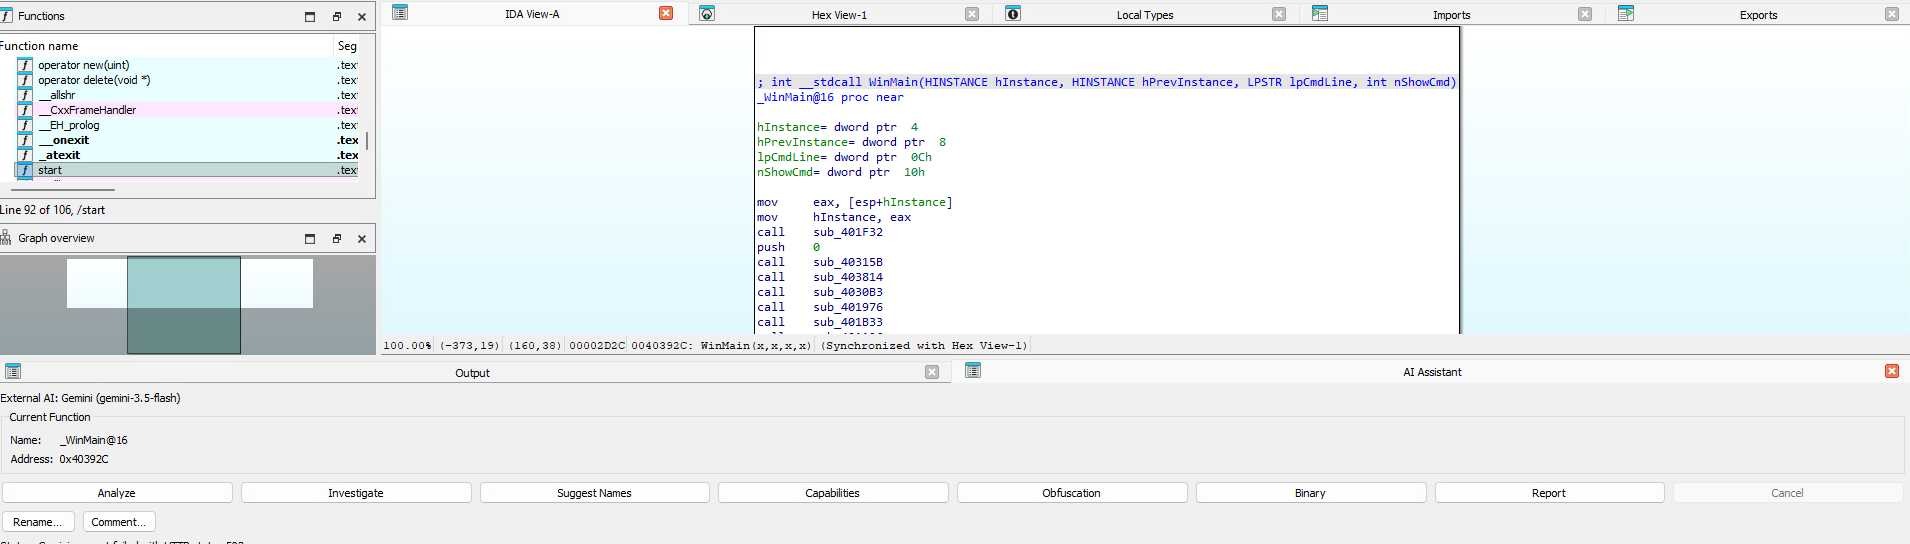 Functions
Function name Seg
f operator new(uint) .text
f operator delete(void *) .text
f __allshr .text
f __CxxFrameHandler .text
f __EH_prolog .text
f __onexit .tex
f _atexit .tex
f start .text
Line 92 of 106, /start
Graph overview
IDA View-A
Hex View-1
Local Types
Imports
Exports
; int __stdcall WinMain(HINSTANCE hInstance, HINSTANCE hPrevInstance, LPSTR lpCmdLine, int nShowCmd)
_WinMain@16 proc near
hInstance= dword ptr  4
hPrevInstance= dword ptr  8
lpCmdLine= dword ptr  0Ch
nShowCmd= dword ptr  10h
mov     eax, [esp+hInstance]
mov     hInstance, eax
call    sub_401F32
push    0
call    sub_40315B
call    sub_403814
call    sub_4030B3
call    sub_401976
call    sub_401B33
100.00% (-373,19) (160,38) 00002D2C 0040392C: WinMain(x,x,x,x) (Synchronized with Hex View-1)
Output
AI Assistant
External AI: Gemini (gemini-3.5-flash)
Current Function
Name: _WinMain@16
Address: 0x40392C
Analyze
Investigate
Suggest Names
Capabilities
Obfuscation
Binary
Report
Cancel
Rename...
Comment...